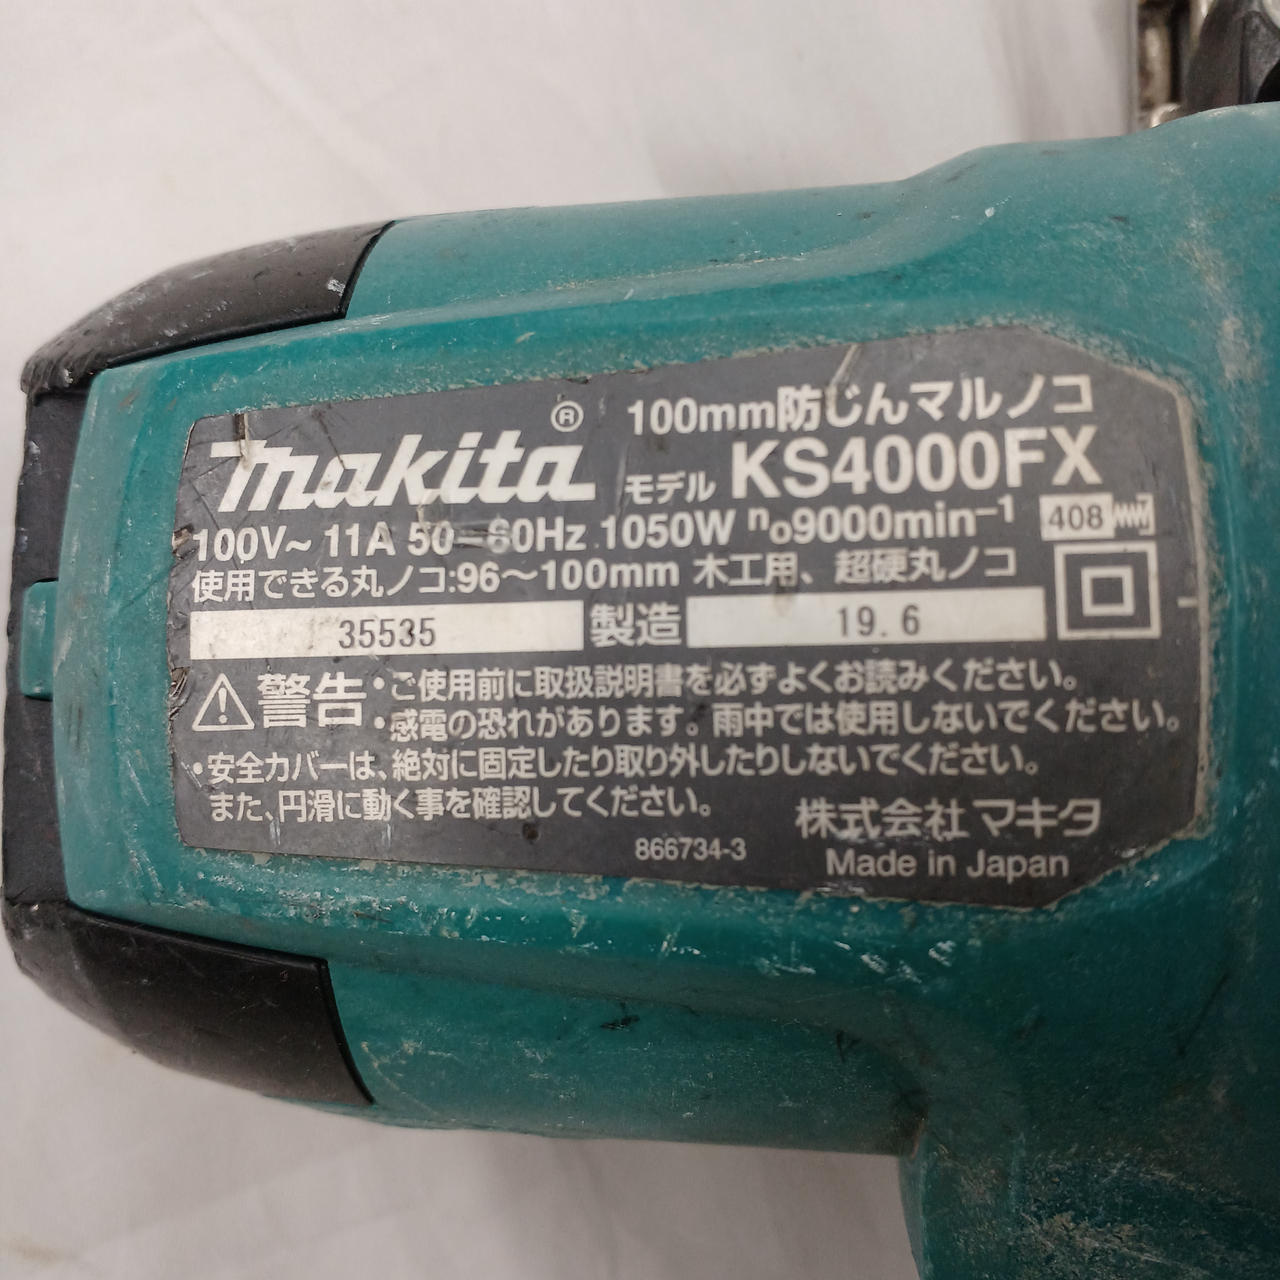 makita® 100mm防じんマルノコ
モデル KS4000FX
100V~ 11A 50-60Hz 1050W n₀9000min⁻¹ 408
使用できる丸ノコ:96〜100mm 木工用、超硬丸ノコ
35535 製造 19.6
警告 ・ご使用前に取扱説明書を必ずよくお読みください。
・感電の恐れがあります。雨中では使用しないでください。
・安全カバーは、絶対に固定したり取り外したりしないでください。
また、円滑に動く事を確認してください。
株式会社 マキタ
866734-3
Made in Japan